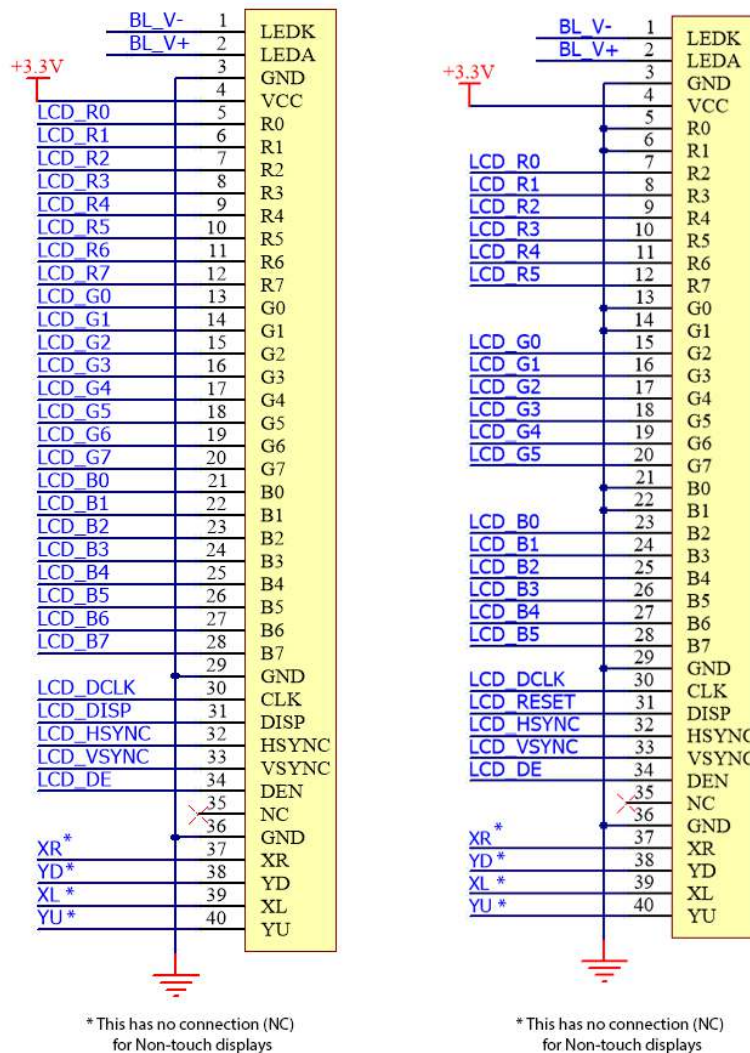 BL_V- 1 LEDK
BL_V+ 2 LEDA
3 GND
+3.3V 4 VCC
LCD_R0 5 R0
LCD_R1 6 R1
LCD_R2 7 R2
LCD_R3 8 R3
LCD_R4 9 R4
LCD_R5 10 R5
LCD_R6 11 R6
LCD_R7 12 R7
LCD_G0 13 G0
LCD_G1 14 G1
LCD_G2 15 G2
LCD_G3 16 G3
LCD_G4 17 G4
LCD_G5 18 G5
LCD_G6 19 G6
LCD_G7 20 G7
LCD_B0 21 B0
LCD_B1 22 B1
LCD_B2 23 B2
LCD_B3 24 B3
LCD_B4 25 B4
LCD_B5 26 B5
LCD_B6 27 B6
LCD_B7 28 B7
29 GND
LCD_DCLK 30 CLK
LCD_DISP 31 DISP
LCD_HSYNC 32 HSYNC
LCD_VSYNC 33 VSYNC
LCD_DE 34 DEN
35 NC
36 GND
XR* 37 XR
YD* 38 YD
XL * 39 XL
YU * 40 YU
* This has no connection (NC)
for Non-touch displays
BL_V- 1 LEDK
BL_V+ 2 LEDA
3 GND
+3.3V 4 VCC
5 R0
6 R1
LCD_R0 7 R2
LCD_R1 8 R3
LCD_R2 9 R4
LCD_R3 10 R5
LCD_R4 11 R6
LCD_R5 12 R7
13 G0
14 G1
LCD_G0 15 G2
LCD_G1 16 G3
LCD_G2 17 G4
LCD_G3 18 G5
LCD_G4 19 G6
LCD_G5 20 G7
21 B0
22 B1
LCD_B0 23 B2
LCD_B1 24 B3
LCD_B2 25 B4
LCD_B3 26 B5
LCD_B4 27 B6
LCD_B5 28 B7
29 GND
LCD_DCLK 30 CLK
LCD_RESET 31 DISP
LCD_HSYNC 32 HSYNC
LCD_VSYNC 33 VSYNC
LCD_DE 34 DEN
35 NC
36 GND
XR* 37 XR
YD* 38 YD
XL * 39 XL
YU * 40 YU
* This has no connection (NC)
for Non-touch displays